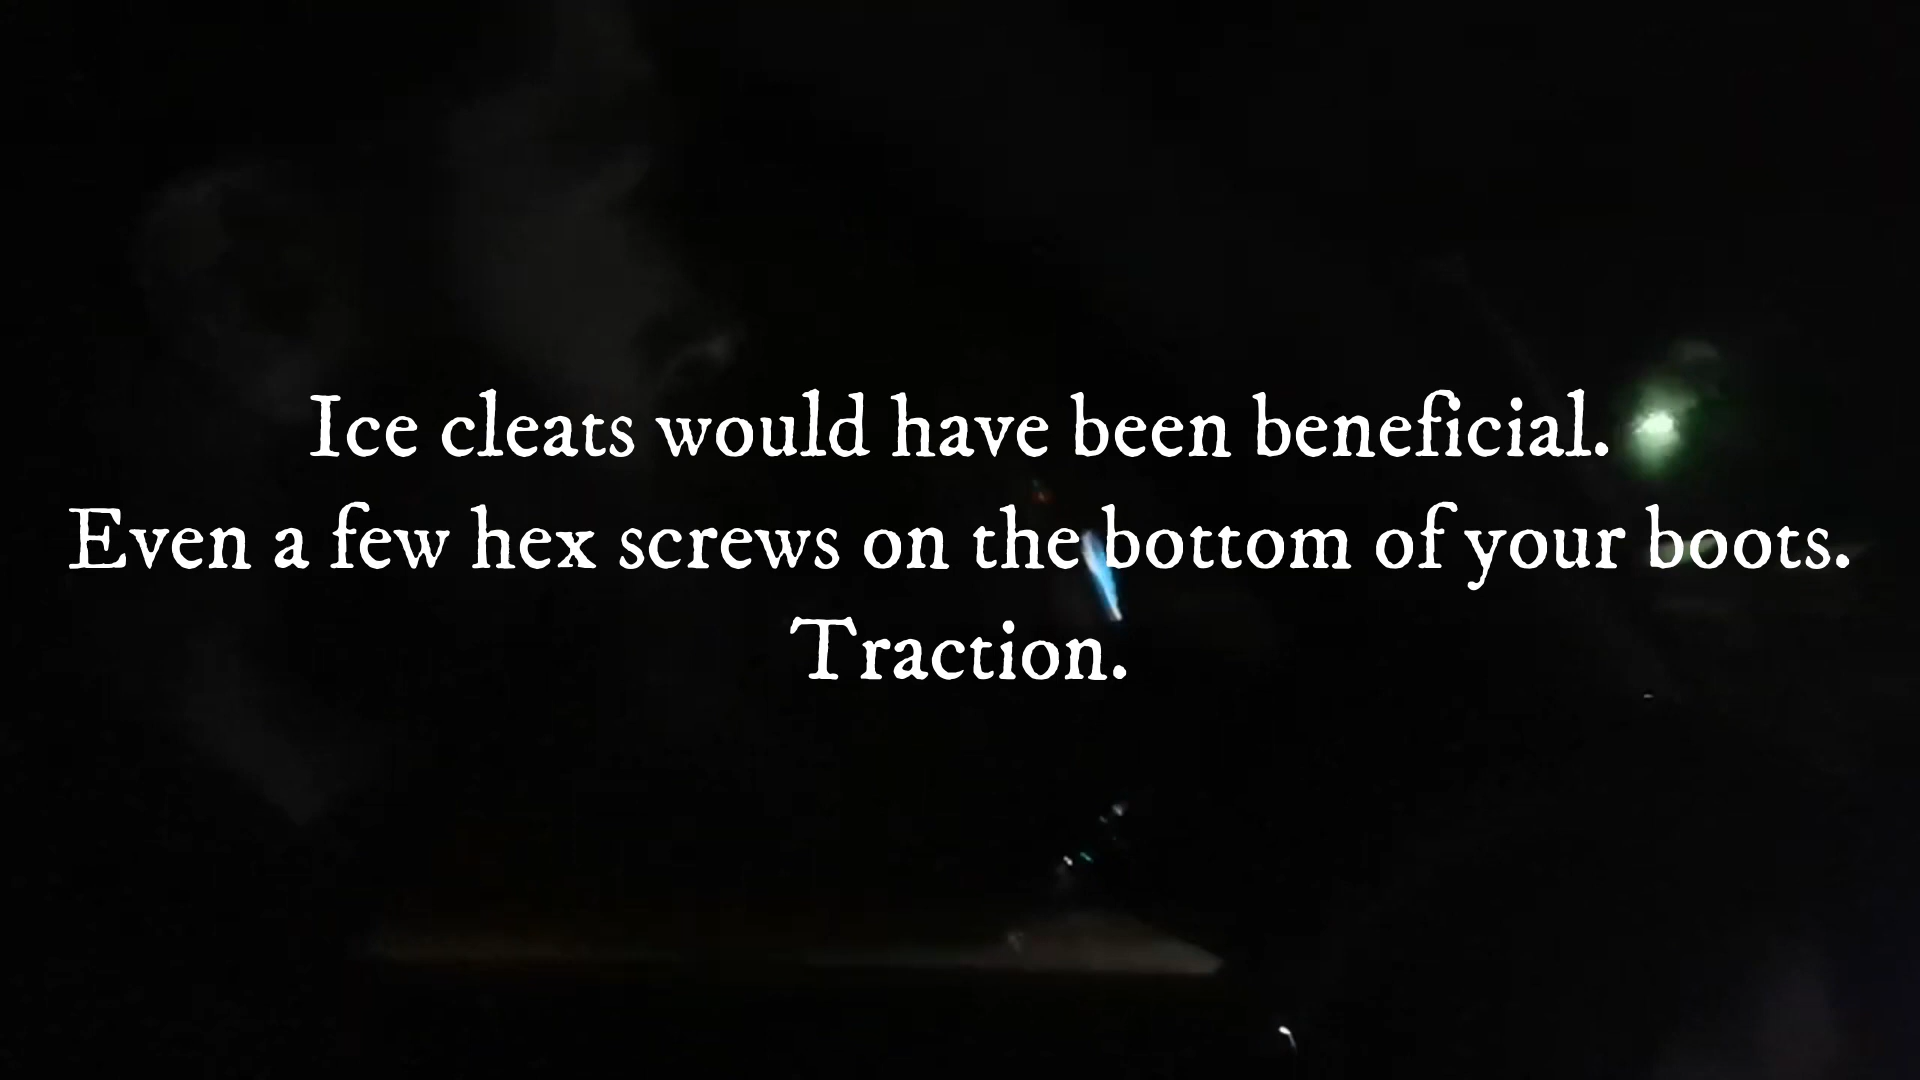 Ice cleats would have been beneficial.
Even a few hex screws on the bottom of your boots.
Traction.